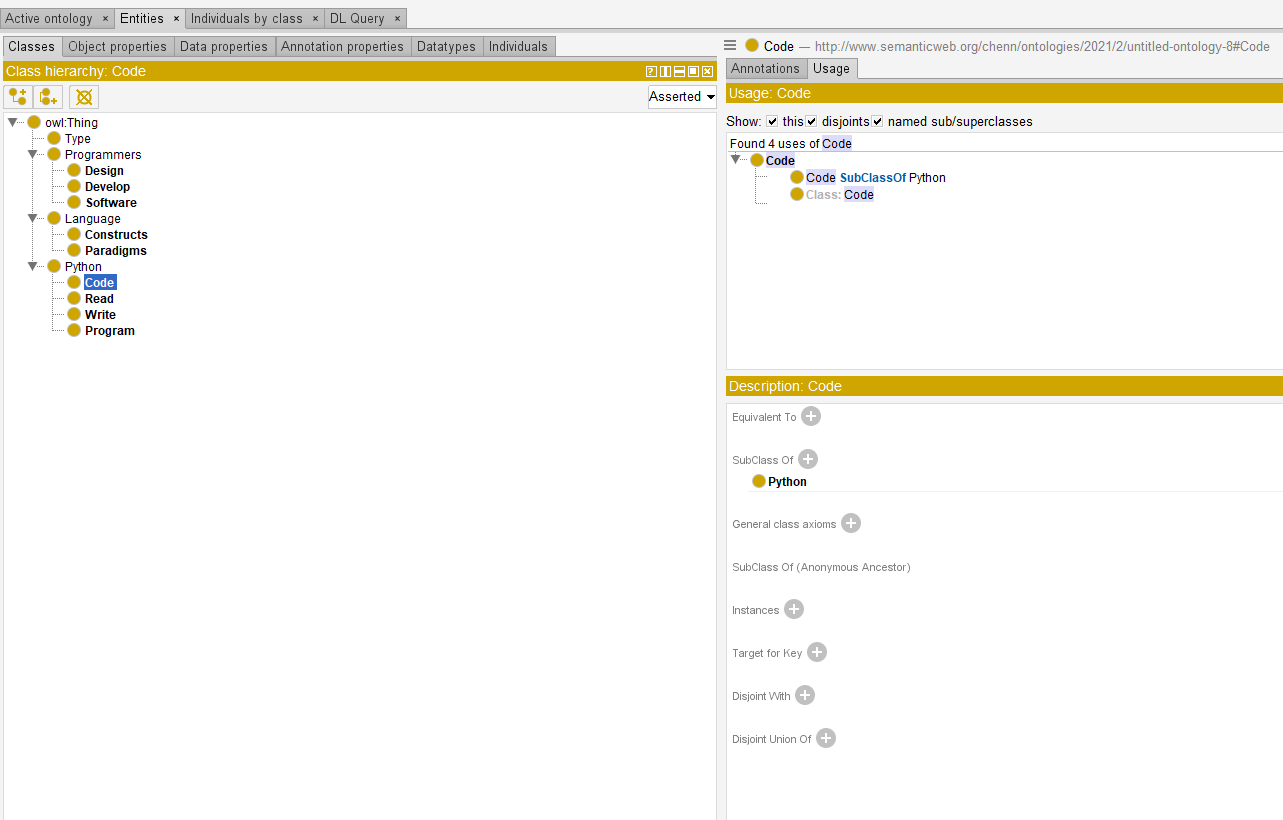 Active ontology × Entities × Individuals by class × DL Query ×
Classes Object properties Data properties Annotation properties Datatypes Individuals
Class hierarchy: Code
Asserted
owl:Thing
Type
Programmers
Design
Develop
Software
Language
Constructs
Paradigms
Python
Code
Read
Write
Program
Code — http://www.semanticweb.org/chenn/ontologies/2021/2/untitled-ontology-8#Code
Annotations Usage
Usage: Code
Show: this disjoints named sub/superclasses
Found 4 uses of Code
Code
Code SubClassOf Python
Class: Code
Description: Code
Equivalent To
SubClass Of
Python
General class axioms
SubClass Of (Anonymous Ancestor)
Instances
Target for Key
Disjoint With
Disjoint Union Of